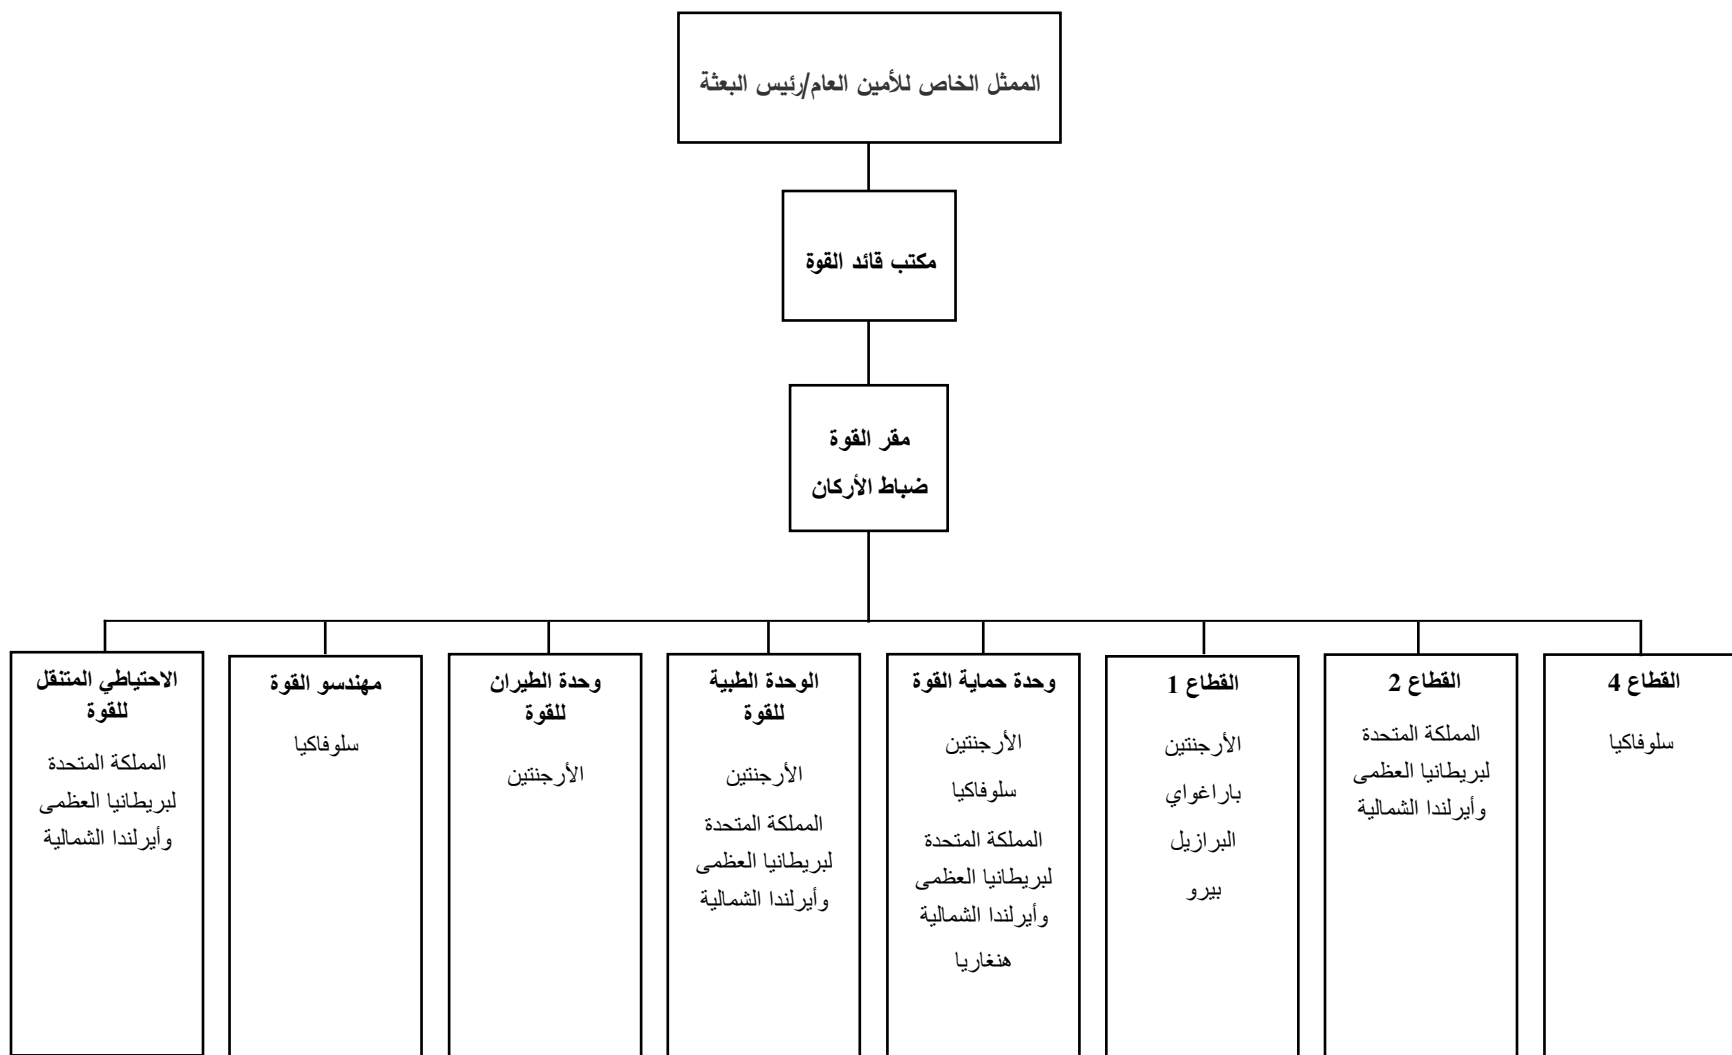 الممثل الخاص للأمين العام/رئيس البعثة
مكتب قائد القوة
مقر القوة
ضباط الأركان
القطاع 4
سلوفاكيا
القطاع 2
المملكة المتحدة
لبريطانيا العظمى
وأيرلندا الشمالية
القطاع 1
الأرجنتين
باراغواي
البرازيل
بيرو
وحدة حماية القوة
الأرجنتين
سلوفاكيا
المملكة المتحدة
لبريطانيا العظمى
وأيرلندا الشمالية
هنغاريا
الوحدة الطبية
للقوة
الأرجنتين
المملكة المتحدة
لبريطانيا العظمى
وأيرلندا الشمالية
وحدة الطيران
للقوة
الأرجنتين
مهندسو القوة
سلوفاكيا
الاحتياطي المتنقل
للقوة
المملكة المتحدة
لبريطانيا العظمى
وأيرلندا الشمالية